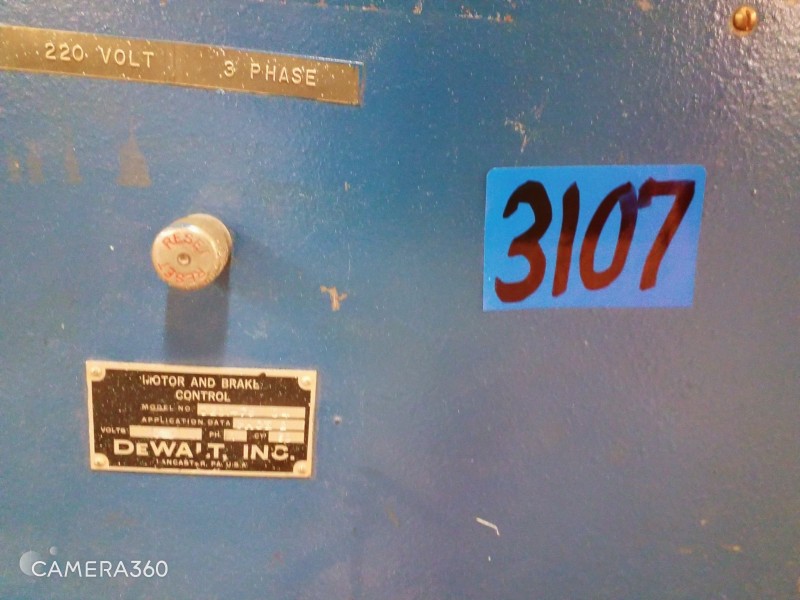 220 VOLT 3 PHASE
3107
RESET
RESET
MOTOR AND BRAKE
CONTROL
MODEL NO.
APPLICATION DATA
VOLTS PH. CY.
DEWALT, INC.
LANCASTER, PA. U.S.A.
CAMERA360